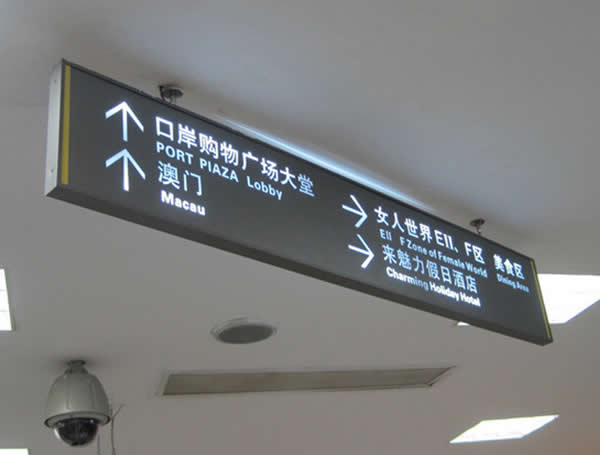 口岸购物广场大堂
PORT PIAZA Lobby
澳门
Macau
女人世界EII、F区 美食区
EII F Zone of Female World Dining Area
来魅力假日酒店
Charming Holiday Hotel